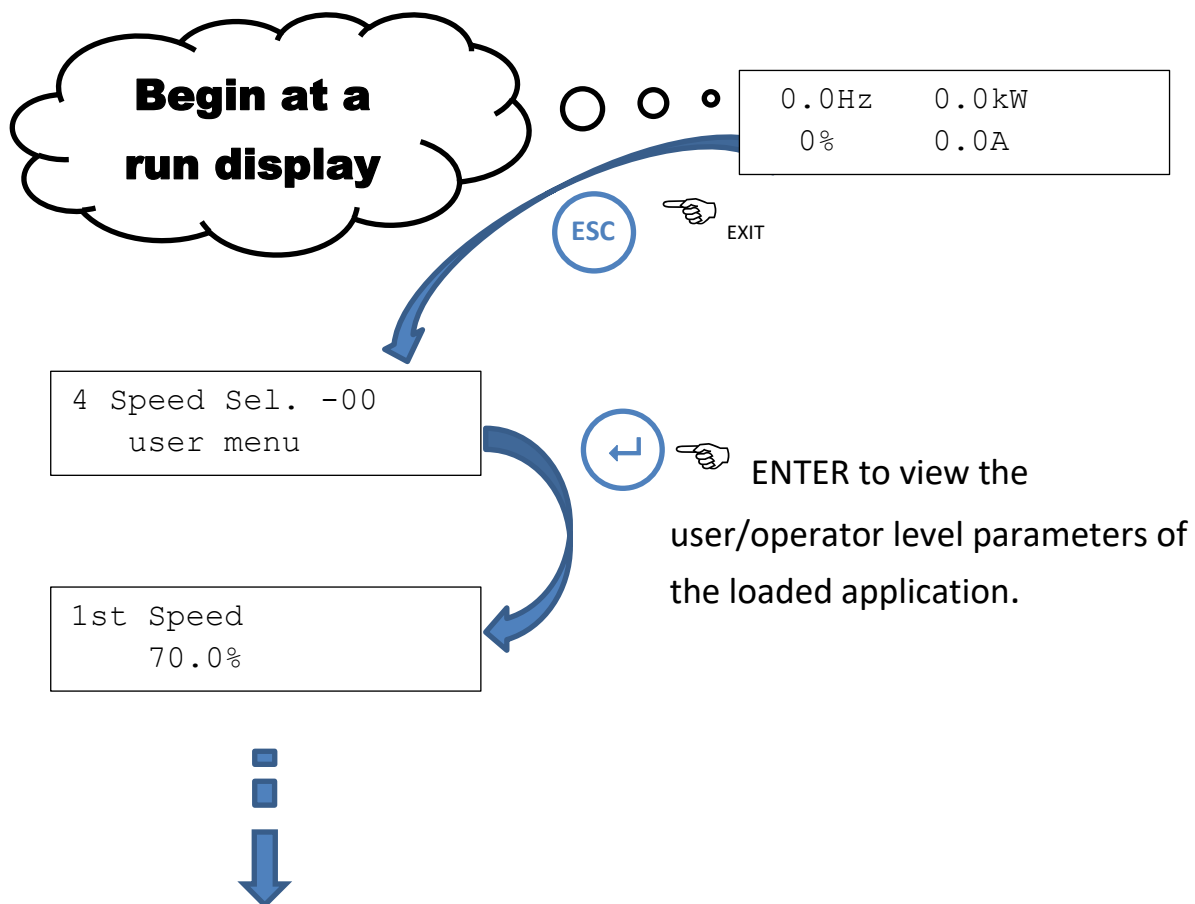 Begin at a
run display
0.0Hz 0.0kW
0% 0.0A
ESC
EXIT
4 Speed Sel. -00
user menu
ENTER to view the
user/operator level parameters of
the loaded application.
1st Speed
70.0%